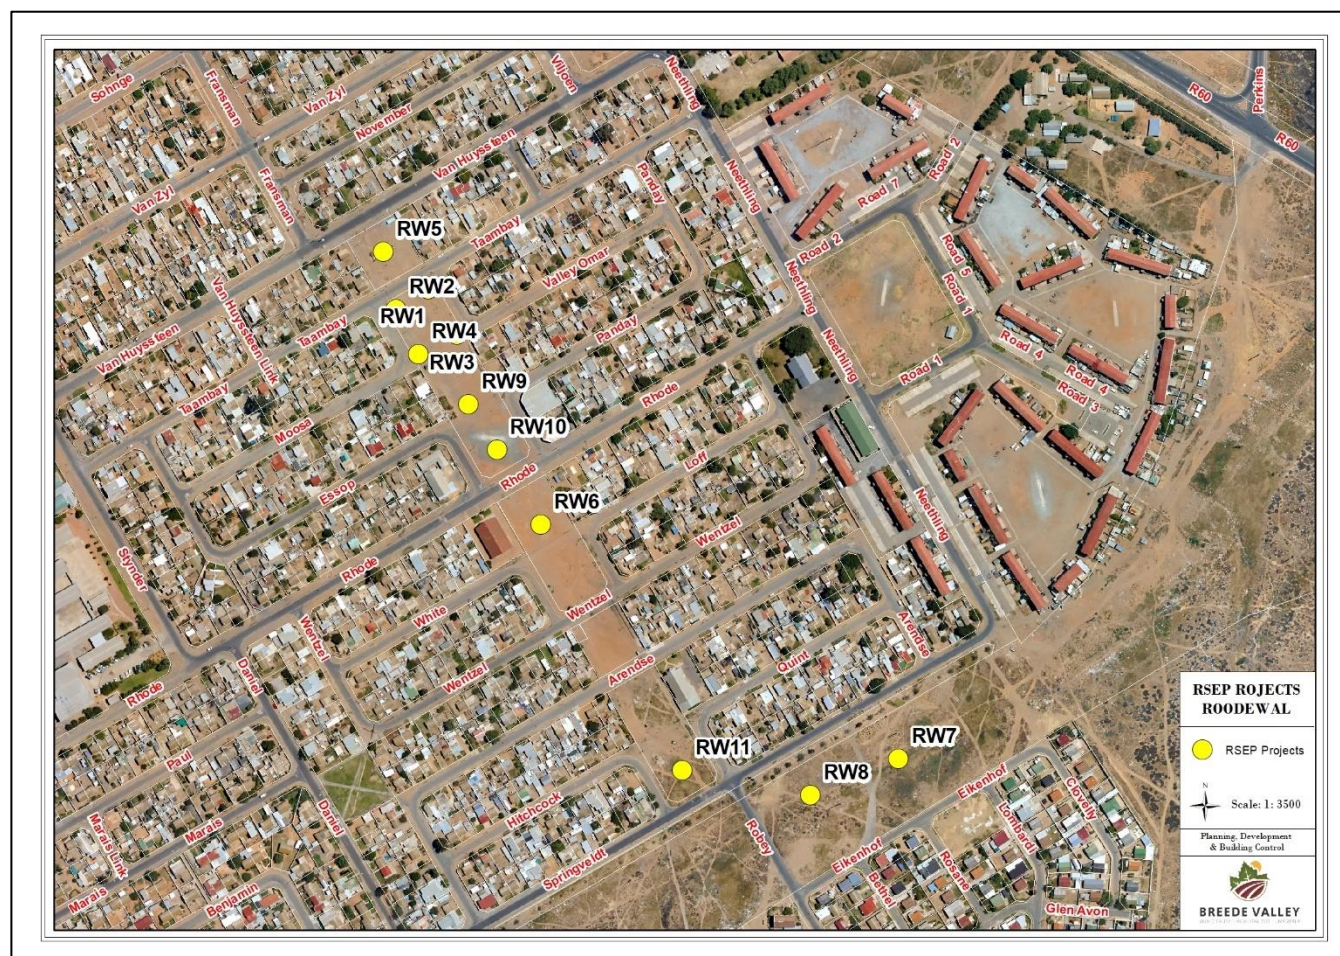 Sohnge
Fransman
Van Zyl
November
Viljoen
Neethling
R60
Perkins
R60
Van Huyssteen
Van Zyl
Fransman
Panday
Neethling
Road 7
Road 2
RW5
Taambay
Valley Omar
Road 2
Neethling
Road 5
Road 1
RW2
RW1
Van Huyssteen Link
Taambay
Van Huyssteen
RW4
RW3
Panday
Neethling
Road 4
Road 4
Road 3
Road 1
Taambay
Moosa
RW9
Rhode
RW10
Essop
Rhode
Loff
RW6
Wentzel
Neethling
Slynder
Rhode
White
Wentzel
Wentzel
Wentzel
Arendse
Arendse
Quint
Rhode
Daniel
Paul
RW11
RW7
RW8
Eikenhof
Clovely
Lombardi
Marais
Marais Link
Daniel
Hitchcock
Robey
Springveldt
Eikenhof
Rosane
Bethel
Glen Avon
Marais
Benjamin
RSEP ROJECTS
ROODEWAL
RSEP Projects
N
Scale: 1: 3500
Planning, Development
& Building Control
BREEDE VALLEY